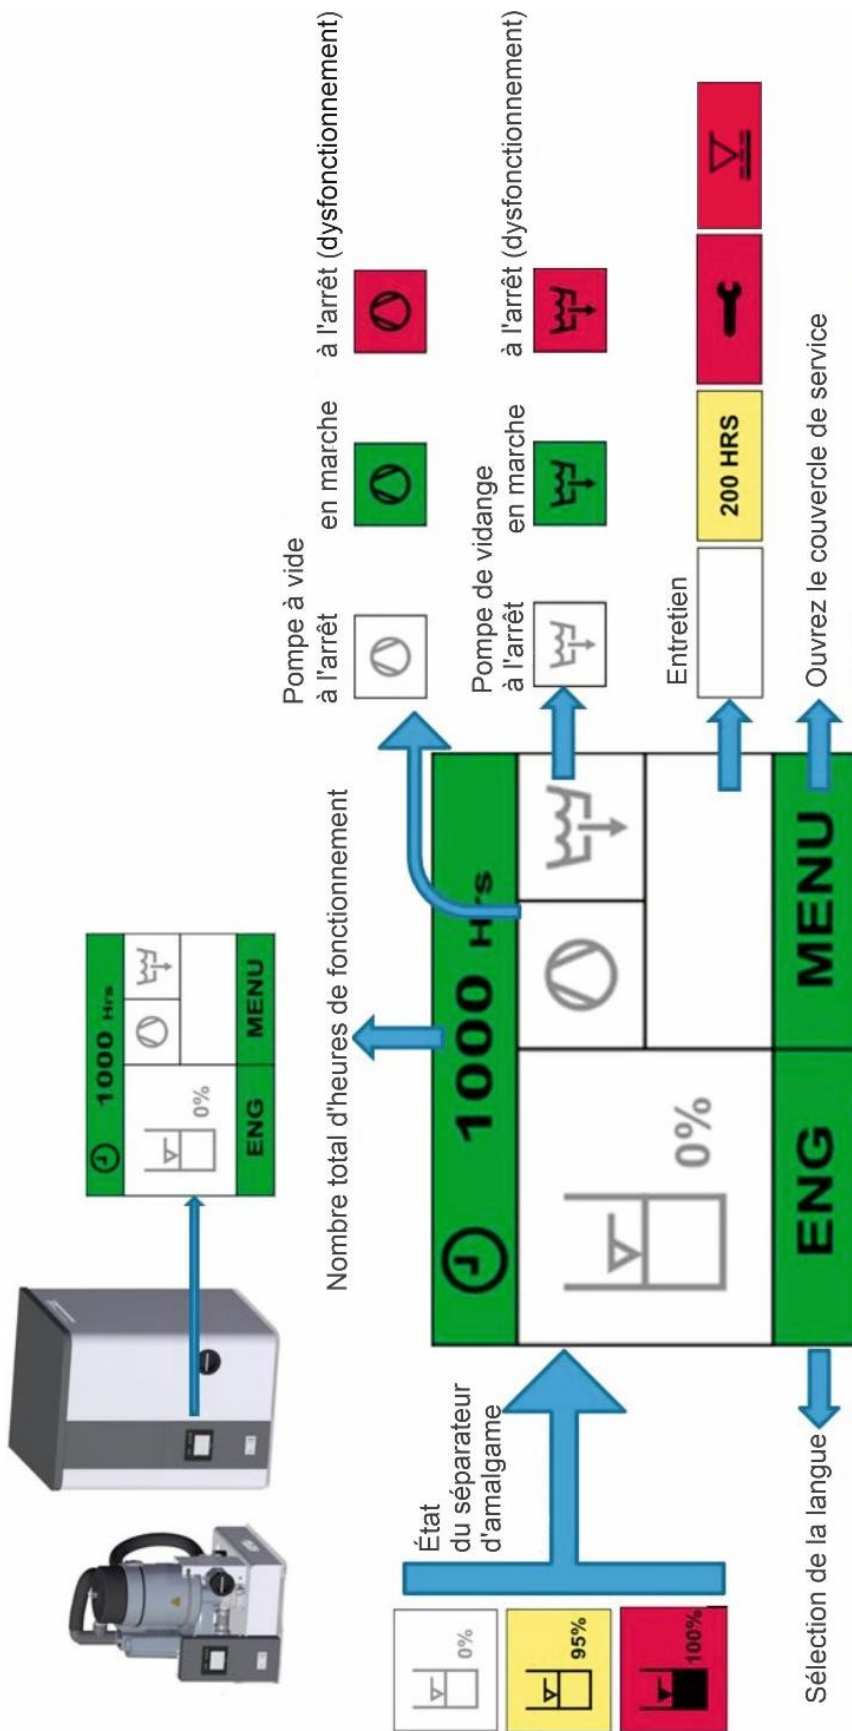 1000 Hrs
0%
ENG
MENU
Nombre total d'heures de fonctionnement
Pompe à vide
à l'arrêt
en marche
à l'arrêt (dysfonctionnement)
État
du séparateur
d'amalgame
0%
95%
100%
1000 Hrs
0%
ENG
MENU
Pompe de vidange
à l'arrêt
en marche
à l'arrêt (dysfonctionnement)
Entretien
200 HRS
Sélection de la langue
Ouvrez le couvercle de service